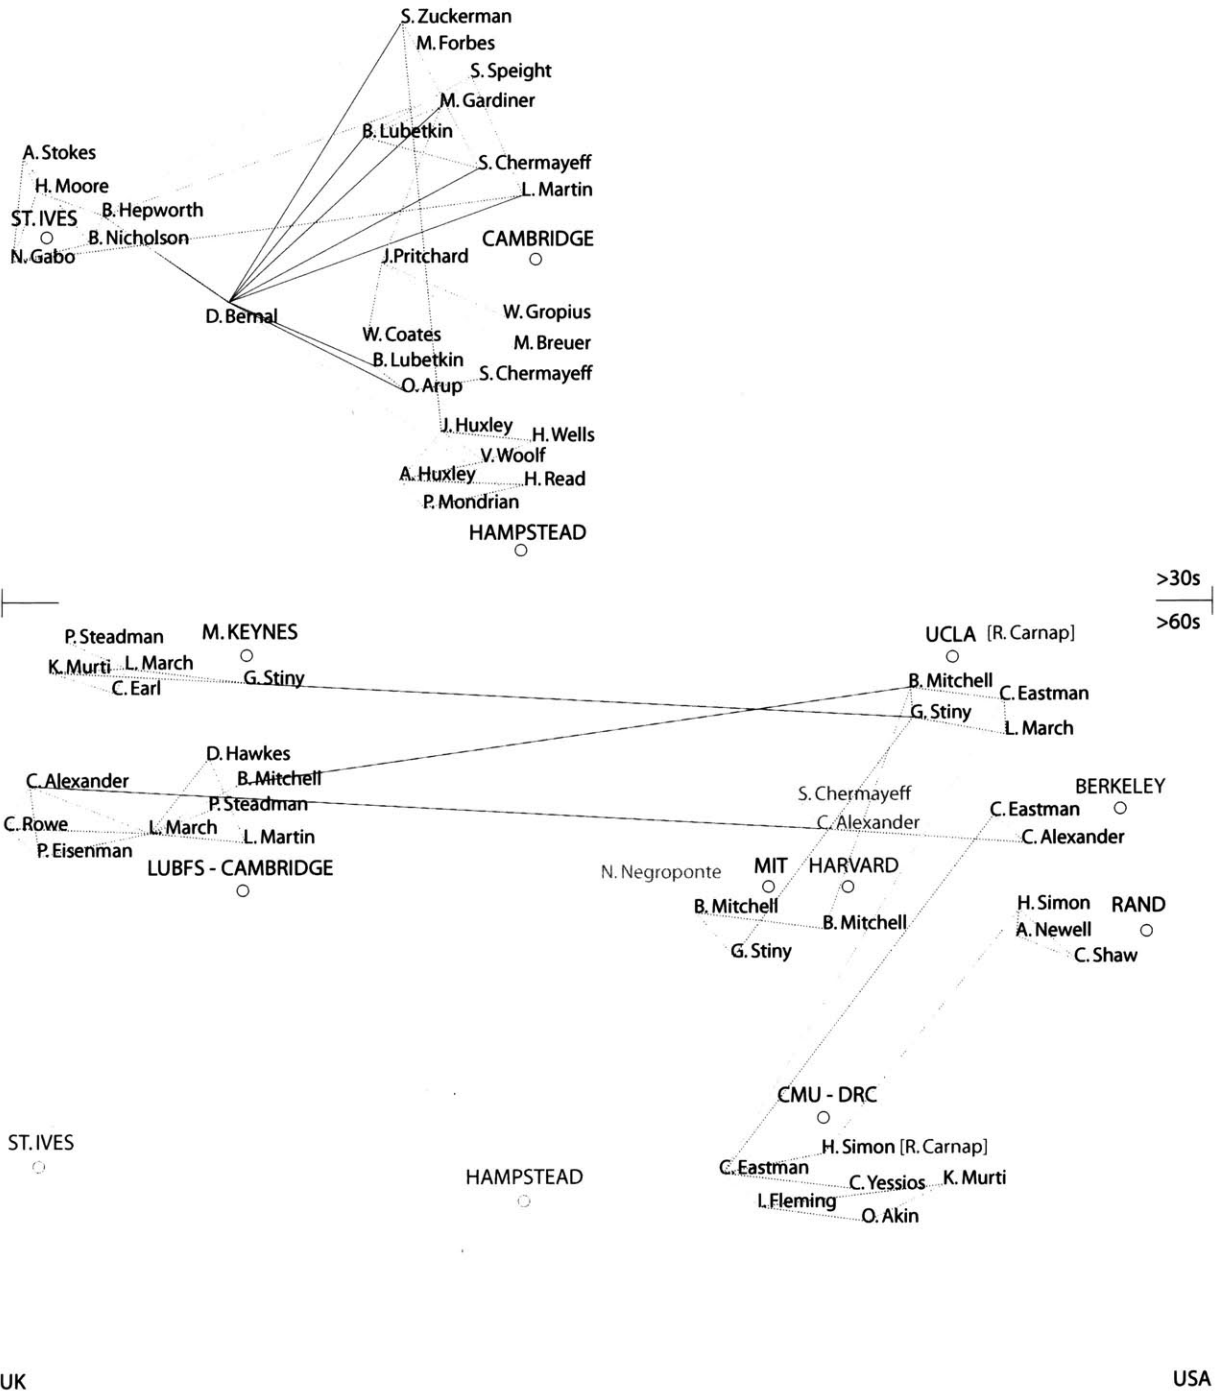 S. Zuckerman
M. Forbes
S. Speight
M. Gardiner
B. Lubetkin
A. Stokes
S. Chermayeff
H. Moore
L. Martin
B. Hepworth
ST. IVES
B. Nicholson
CAMBRIDGE
N. Gabo
J.Pritchard
D. Bernal
W. Gropius
W. Coates
M. Breuer
B. Lubetkin
S. Chermayeff
O. Arup
J. Huxley
H. Wells
V. Woolf
A. Huxley
H. Read
P. Mondrian
HAMPSTEAD
>30s
>60s
P. Steadman
M. KEYNES
UCLA [R. Carnap]
K. Murti
L. March
G. Stiny
B. Mitchell
C. Earl
C. Eastman
G. Stiny
L. March
D. Hawkes
C. Alexander
B. Mitchell
S. Chermayeff
BERKELEY
P. Steadman
C. Eastman
C. Rowe
L. March
L. Martin
C. Alexander
C. Alexander
P. Eisenman
LUBFS - CAMBRIDGE
N. Negroponte
MIT
HARVARD
B. Mitchell
B. Mitchell
H. Simon
RAND
A. Newell
G. Stiny
C. Shaw
CMU - DRC
ST. IVES
H. Simon [R. Carnap]
HAMPSTEAD
C. Eastman
C. Yessios
K. Murti
I. Fleming
O. Akin
UK
USA